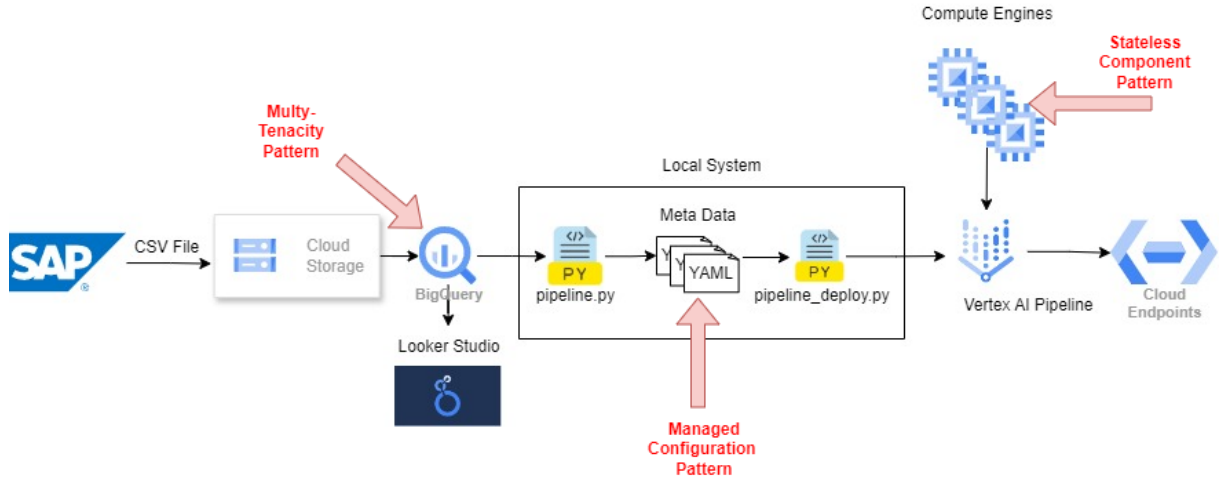 Compute Engines
Stateless
Component
Pattern
Multy-
Tenacity
Pattern
Local System
Meta Data
SAP
®
CSV File
Cloud
Storage
BigQuery
</>
PY
pipeline.py
Y
Y
YAML
</>
PY
pipeline_deploy.py
Vertex AI Pipeline
Cloud
Endpoints
Looker Studio
Managed
Configuration
Pattern